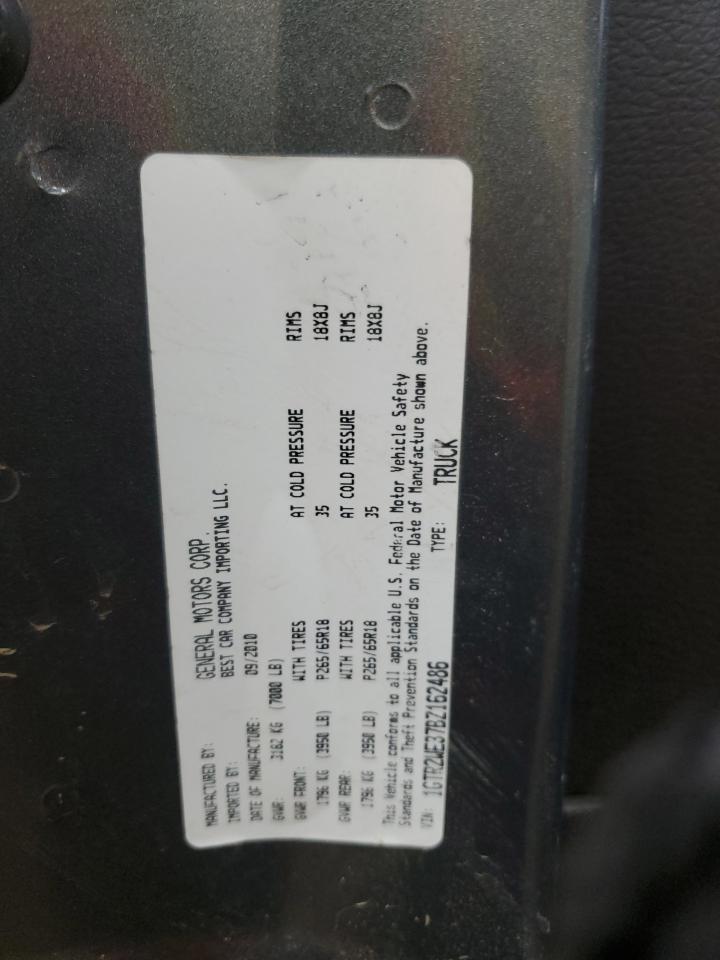 MANUFACTURED BY: GENERAL MOTORS CORP.
IMPORTED BY: BEST CAR COMPANY IMPORTING LLC.
DATE OF MANUFACTURE: 09/2010
GVWR: 3182 KG (7000 LB)
GVWR FRONT: WITH TIRES AT COLD PRESSURE RIMS
1796 KG (3950 LB) P265/65R18 35 18X8J
GVWR REAR: WITH TIRES AT COLD PRESSURE RIMS
1796 KG (3950 LB) P265/65R18 35 18X8J
This Vehicle conforms to all applicable U.S. Federal Motor Vehicle Safety
Standards and Theft Prevention Standards on the Date of Manufacture shown above.
VIN: 1GTR2WE37BZ162486 TYPE: TRUCK